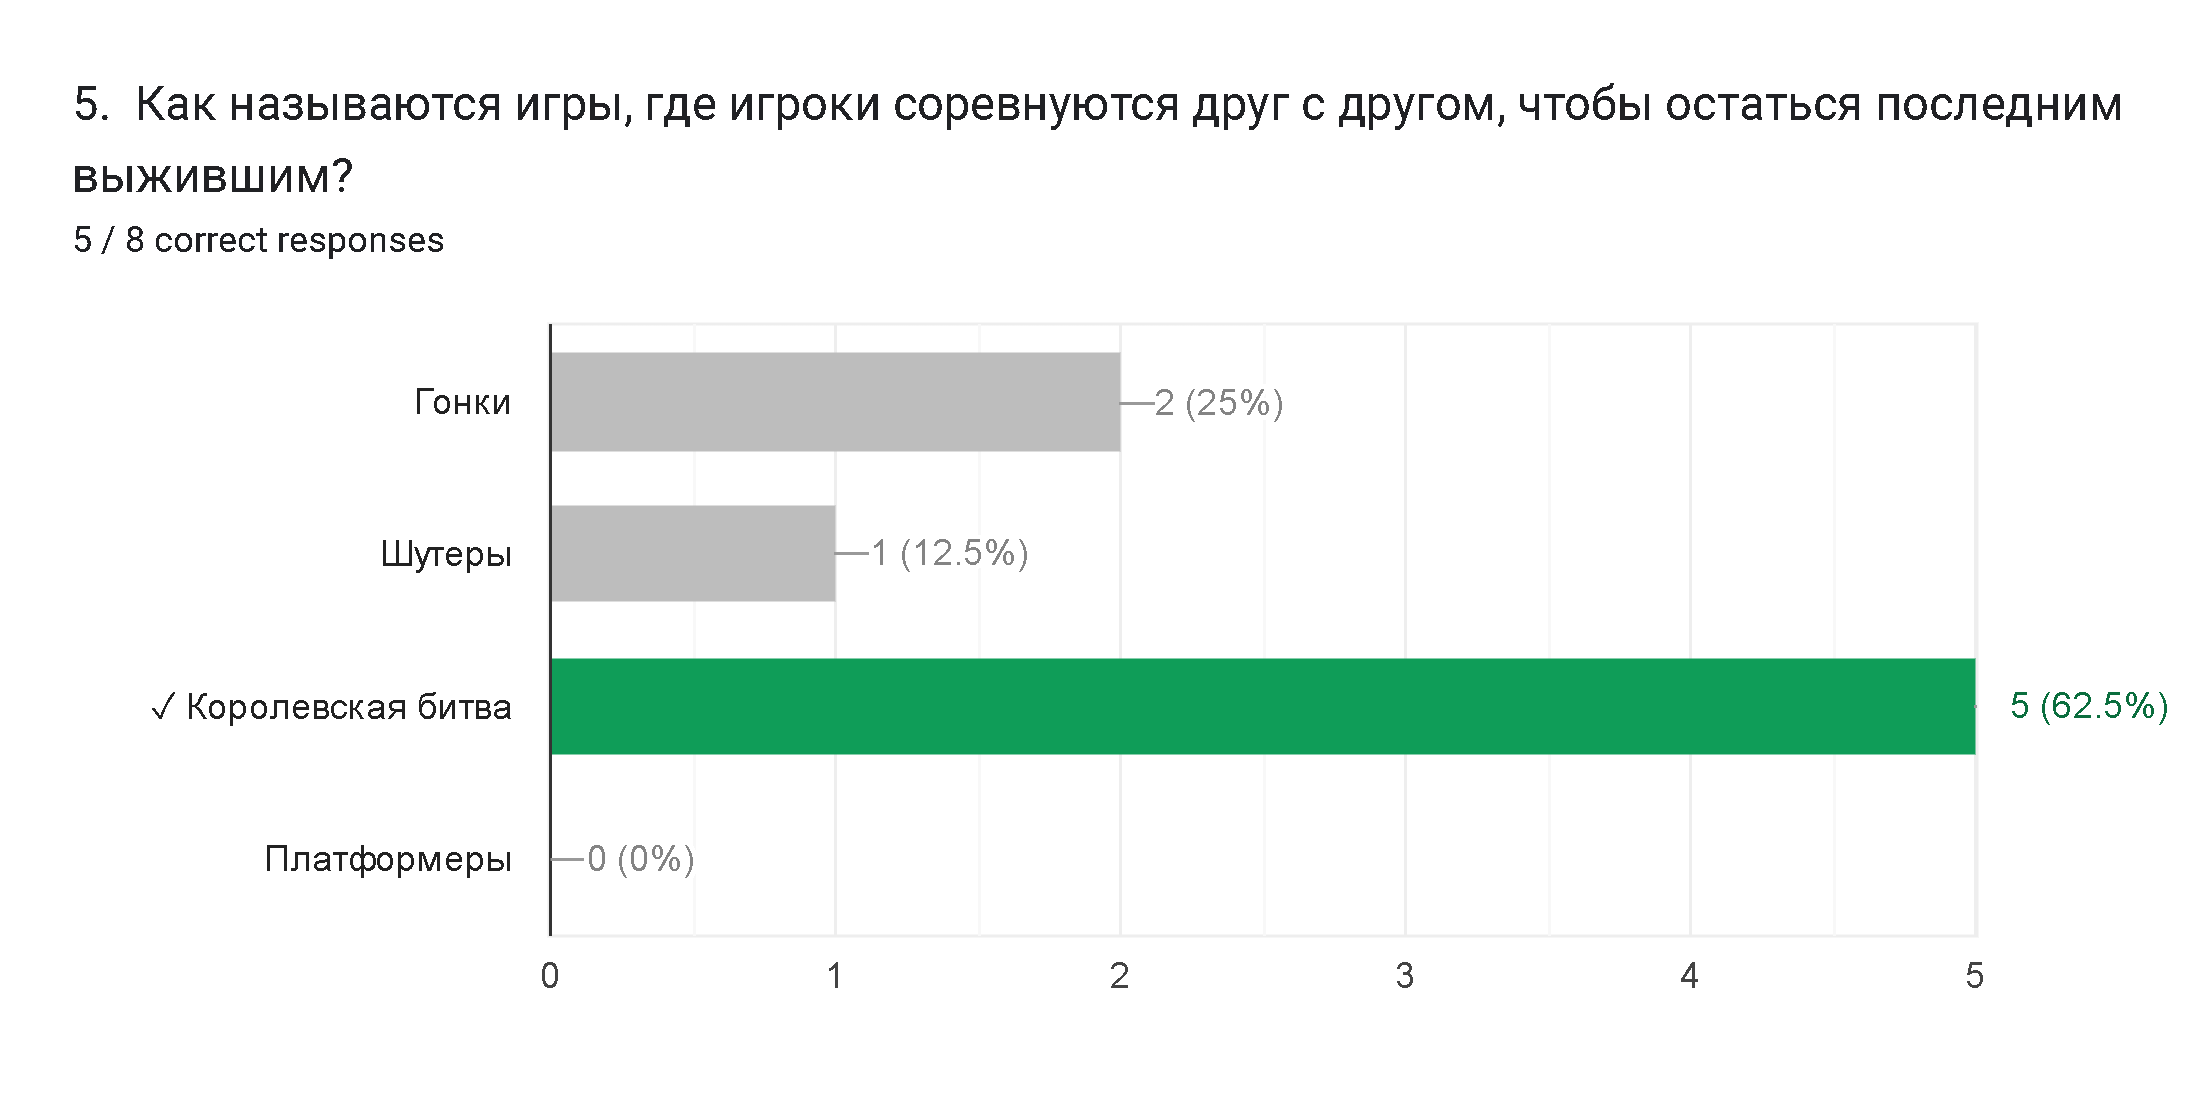 5. Как называются игры, где игроки соревнуются друг с другом, чтобы остаться последним
выжившим?
5 / 8 correct responses
Гонки
2 (25%)
Шутеры
1 (12.5%)
✓ Королевская битва
5 (62.5%)
Платформеры
0 (0%)
0 1 2 3 4 5